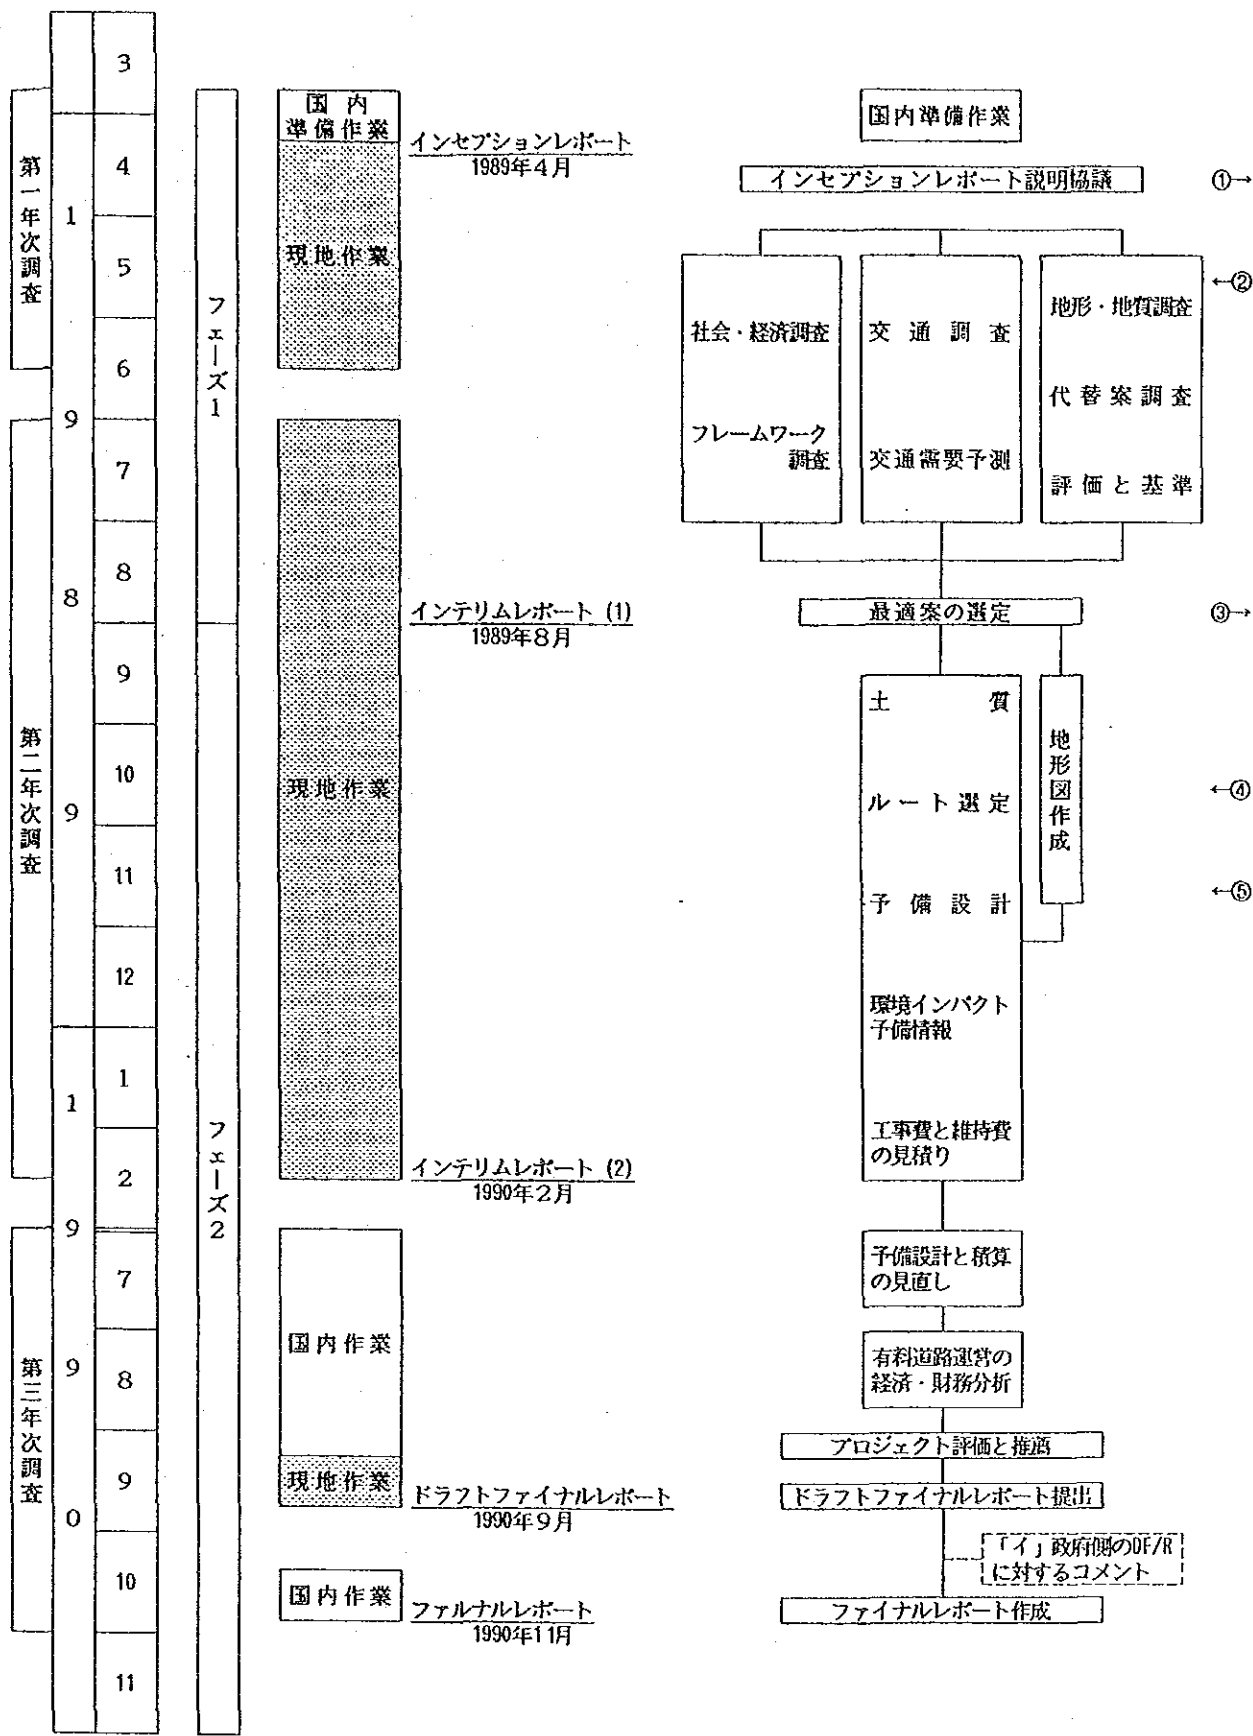 第一年次調査
第二年次調査
第三年次調査
1
9
8
9
1
9
9
0
3
4
5
6
7
8
9
10
11
12
1
2
7
8
9
10
11
フェーズ1
フェーズ2
国内
準備作業
現地作業
現地作業
国内作業
現地作業
国内作業
インセプションレポート
1989年4月
インテリムレポート (1)
1989年8月
インテリムレポート (2)
1990年2月
ドラフトファイナルレポート
1990年9月
ファルナルレポート
1990年11月
国内準備作業
インセプションレポート説明協議
①→
社会・経済調査
フレームワーク
調査
交通調査
交通需要予測
地形・地質調査
代替案調査
評価と基準
←②
最適案の選定
③→
土質
ルート選定
予備設計
環境インパクト
予備情報
工事費と維持費
の見積り
地形図作成
←④
←⑤
予備設計と積算
の見直し
有料道路運営の
経済・財務分析
プロジェクト評価と推薦
ドラフトファイナルレポート提出
「イ」政府側のDF/R
に対するコメント
ファイナルレポート作成